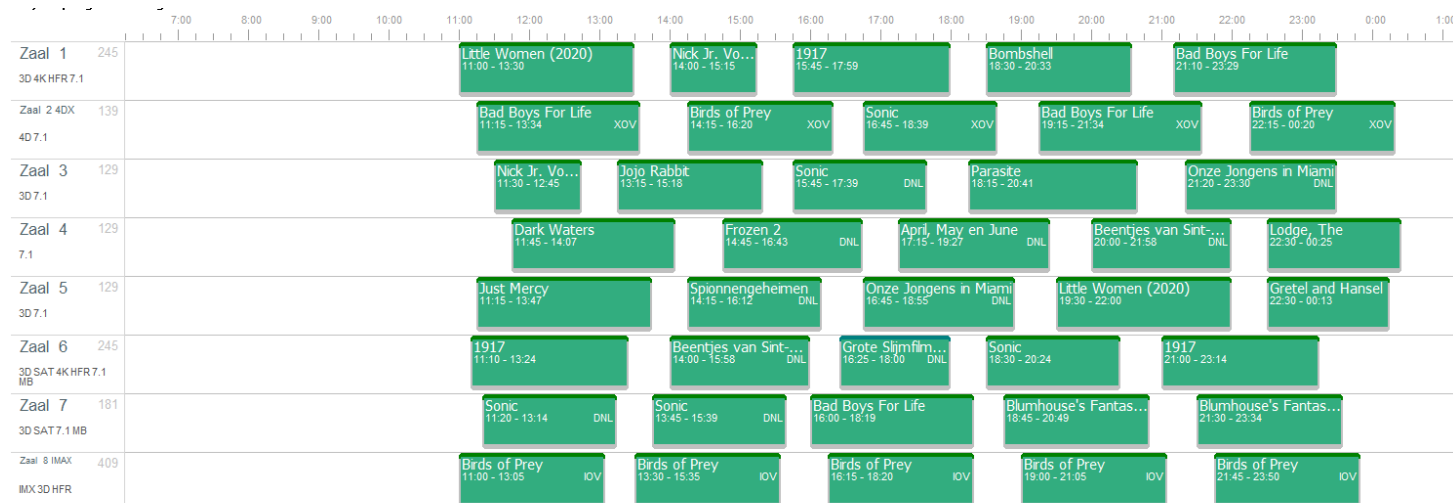 7:00 8:00 9:00 10:00 11:00 12:00 13:00 14:00 15:00 16:00 17:00 18:00 19:00 20:00 21:00 22:00 23:00 0:00 1:00
Zaal 1 245
3D 4K HFR 7.1
Little Women (2020)
11:00 - 13:30
Nick Jr. Vo...
14:00 - 15:15
1917
15:45 - 17:59
Bombshell
18:30 - 20:33
Bad Boys For Life
21:10 - 23:29
Zaal 2 4DX 139
4D 7.1
Bad Boys For Life
11:15 - 13:34 XOV
Birds of Prey
14:15 - 16:20 XOV
Sonic
16:45 - 18:39 XOV
Bad Boys For Life
19:15 - 21:34 XOV
Birds of Prey
22:15 - 00:20 XOV
Zaal 3 129
3D 7.1
Nick Jr. Vo...
11:30 - 12:45
Jojo Rabbit
13:15 - 15:18
Sonic
15:45 - 17:39 DNL
Parasite
18:15 - 20:41
Onze Jongens in Miami
21:20 - 23:30 DNL
Zaal 4 129
7.1
Dark Waters
11:45 - 14:07
Frozen 2
14:45 - 16:43 DNL
April, May en June
17:15 - 19:27 DNL
Beentjes van Sint-...
20:00 - 21:58 DNL
Lodge, The
22:30 - 00:25
Zaal 5 129
3D 7.1
Just Mercy
11:15 - 13:47
Spionnengeheimen
14:15 - 16:12 DNL
Onze Jongens in Miami
16:45 - 18:55 DNL
Little Women (2020)
19:30 - 22:00
Gretel and Hansel
22:30 - 00:13
Zaal 6 245
3D SAT 4K HFR 7.1
MB
1917
11:10 - 13:24
Beentjes van Sint-...
14:00 - 15:58 DNL
Grote Slijmfilm...
16:25 - 18:00 DNL
Sonic
18:30 - 20:24
1917
21:00 - 23:14
Zaal 7 181
3D SAT 7.1 MB
Sonic
11:20 - 13:14 DNL
Sonic
13:45 - 15:39 DNL
Bad Boys For Life
16:00 - 18:19
Blumhouse's Fantas...
18:45 - 20:49
Blumhouse's Fantas...
21:30 - 23:34
Zaal 8 IMAX 409
IMX 3D HFR
Birds of Prey
11:00 - 13:05 IOV
Birds of Prey
13:30 - 15:35 IOV
Birds of Prey
16:15 - 18:20 IOV
Birds of Prey
19:00 - 21:05 IOV
Birds of Prey
21:45 - 23:50 IOV